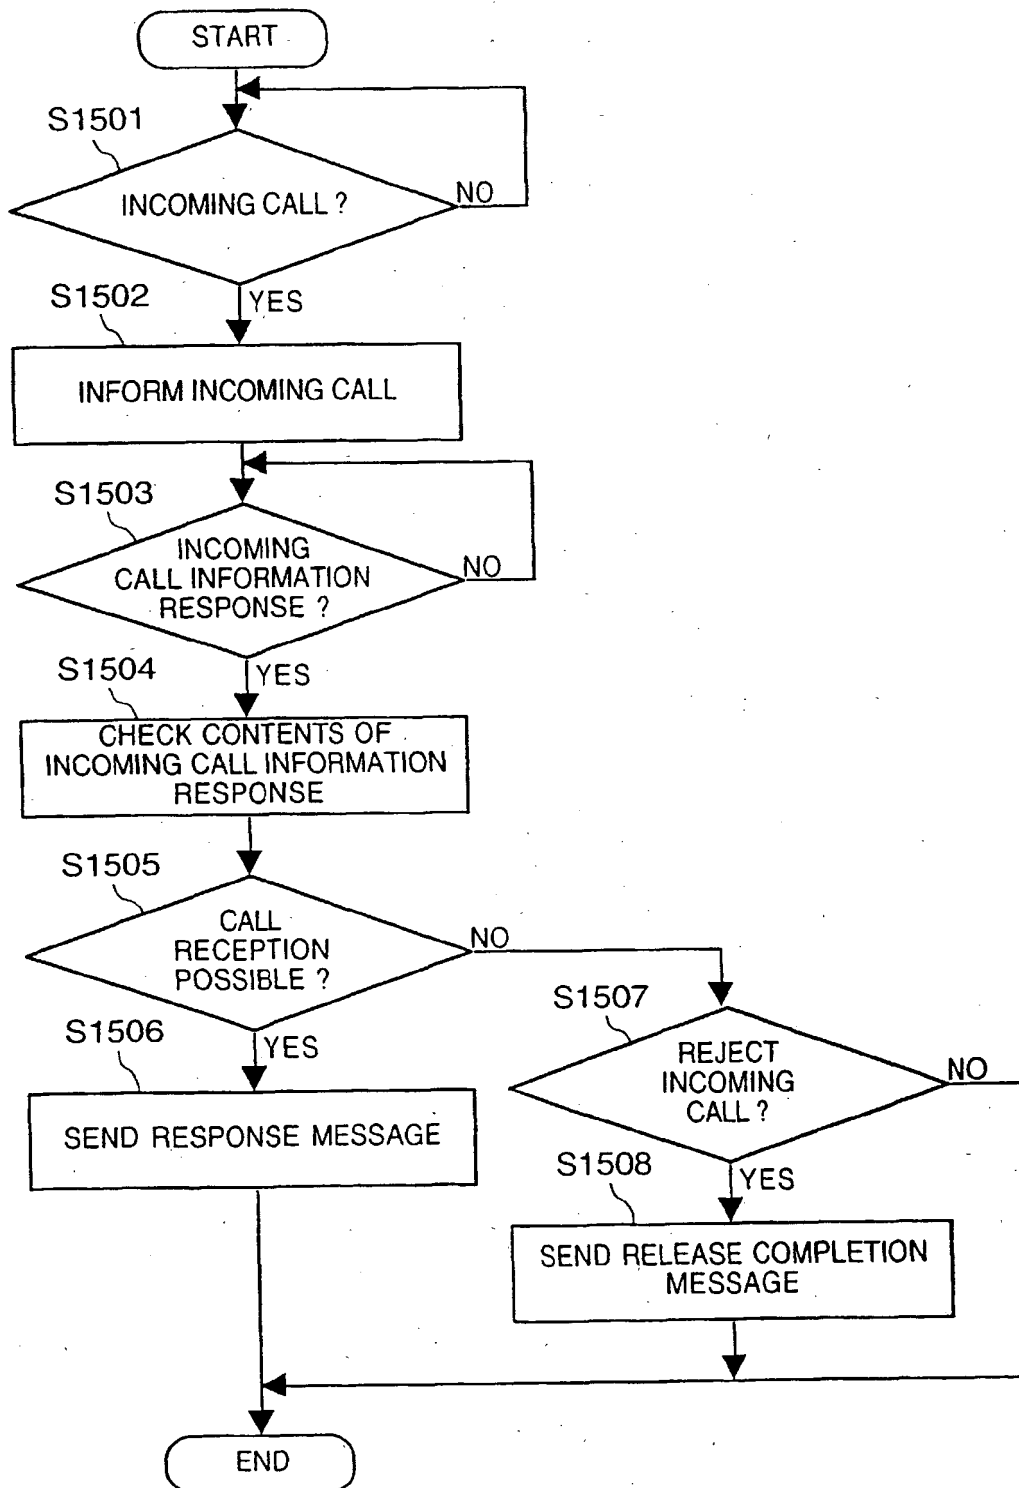 START
S1501
INCOMING CALL ?
NO
YES
S1502
INFORM INCOMING CALL
S1503
INCOMING
CALL INFORMATION
RESPONSE ?
NO
YES
S1504
CHECK CONTENTS OF
INCOMING CALL INFORMATION
RESPONSE
S1505
CALL
RECEPTION
POSSIBLE ?
NO
YES
S1506
SEND RESPONSE MESSAGE
S1507
REJECT
INCOMING
CALL ?
NO
YES
S1508
SEND RELEASE COMPLETION
MESSAGE
END